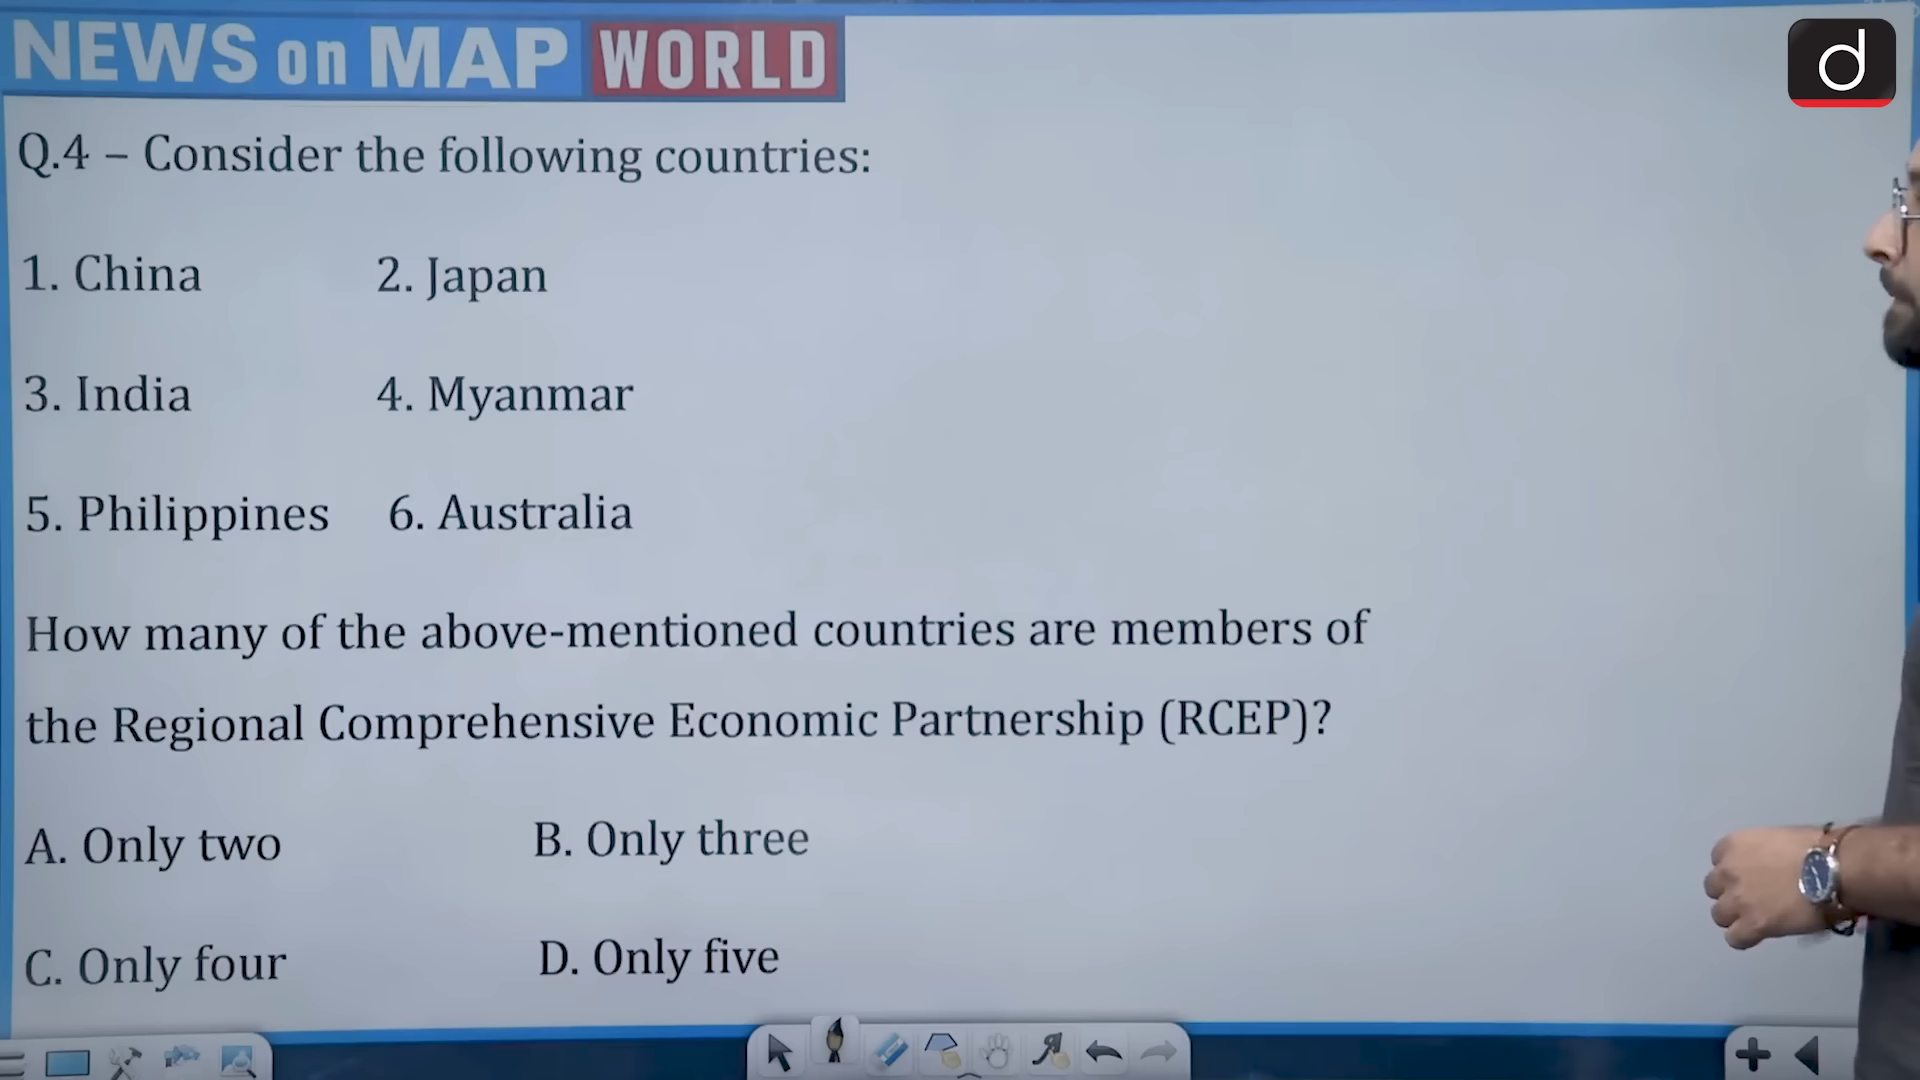 NEWS on MAP WORLD
d
Q.4 – Consider the following countries:
1. China 2. Japan
3. India 4. Myanmar
5. Philippines 6. Australia
How many of the above-mentioned countries are members of
the Regional Comprehensive Economic Partnership (RCEP)?
A. Only two B. Only three
C. Only four D. Only five